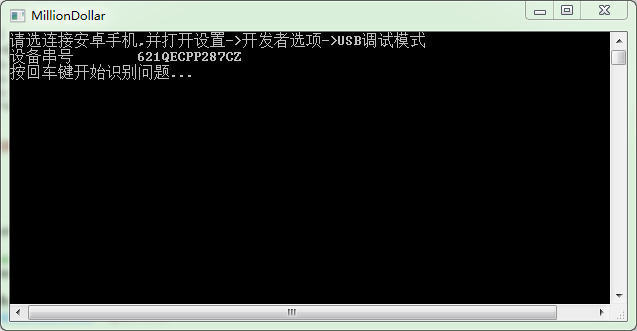 MillionDollar
请选连接安卓手机,并打开设置->开发者选项->USB调试模式
设备串号 621QECPP287CZ
按回车键开始识别问题...